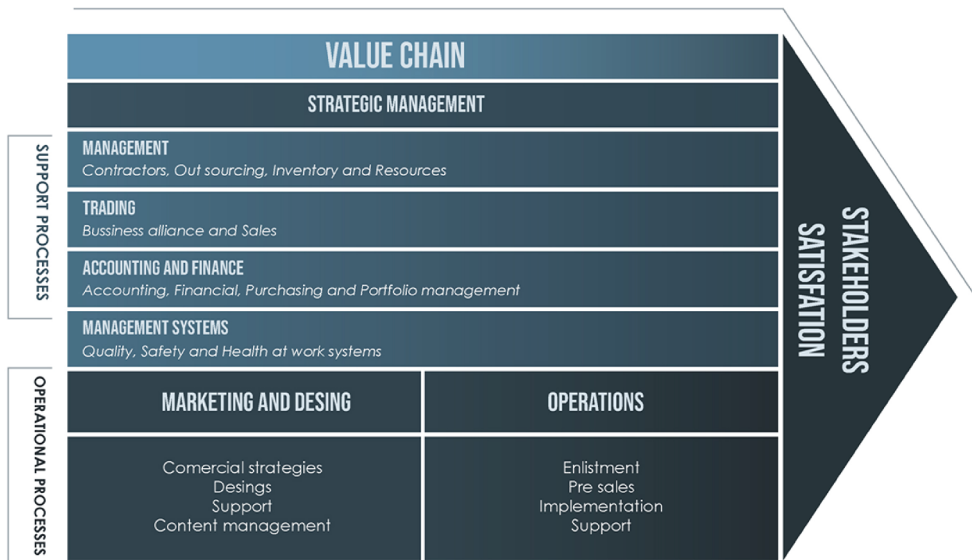 VALUE CHAIN
STRATEGIC MANAGEMENT
SUPPORT PROCESSES
MANAGEMENT
Contractors, Out sourcing, Inventory and Resources
TRADING
Bussiness alliance and Sales
ACCOUNTING AND FINANCE
Accounting, Financial, Purchasing and Portfolio management
MANAGEMENT SYSTEMS
Quality, Safety and Health at work systems
OPERATIONAL PROCESSES
MARKETING AND DESING
Comercial strategies
Desings
Support
Content management
OPERATIONS
Enlistment
Pre sales
Implementation
Support
STAKEHOLDERS
SATISFATION